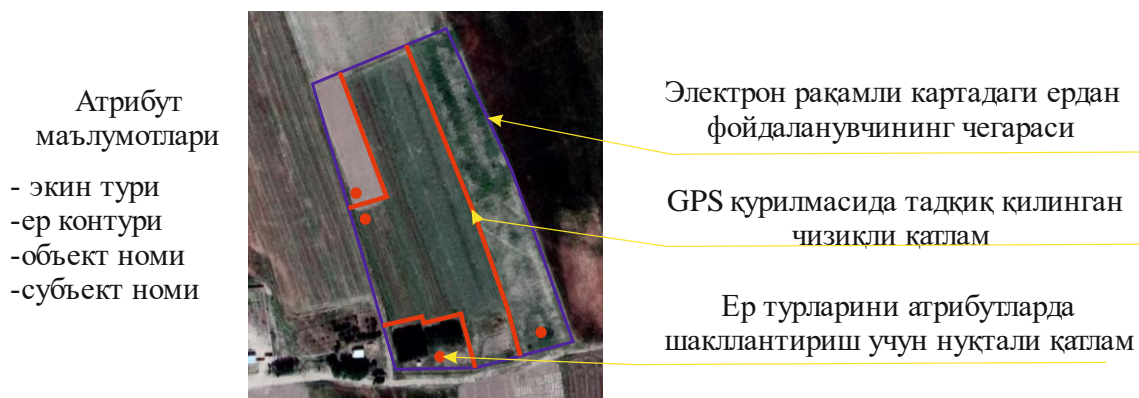 Атрибут
маълумотлари
- экин тури
-ер контури
-объект номи
-субъект номи
Электрон рақамли картадаги ердан
фойдаланувчининг чегараси
GPS қурилмасида тадқиқ қилинган
чизиқли қатлам
Ер турларини атрибутларда
шакллантириш учун нуқтали қатлам